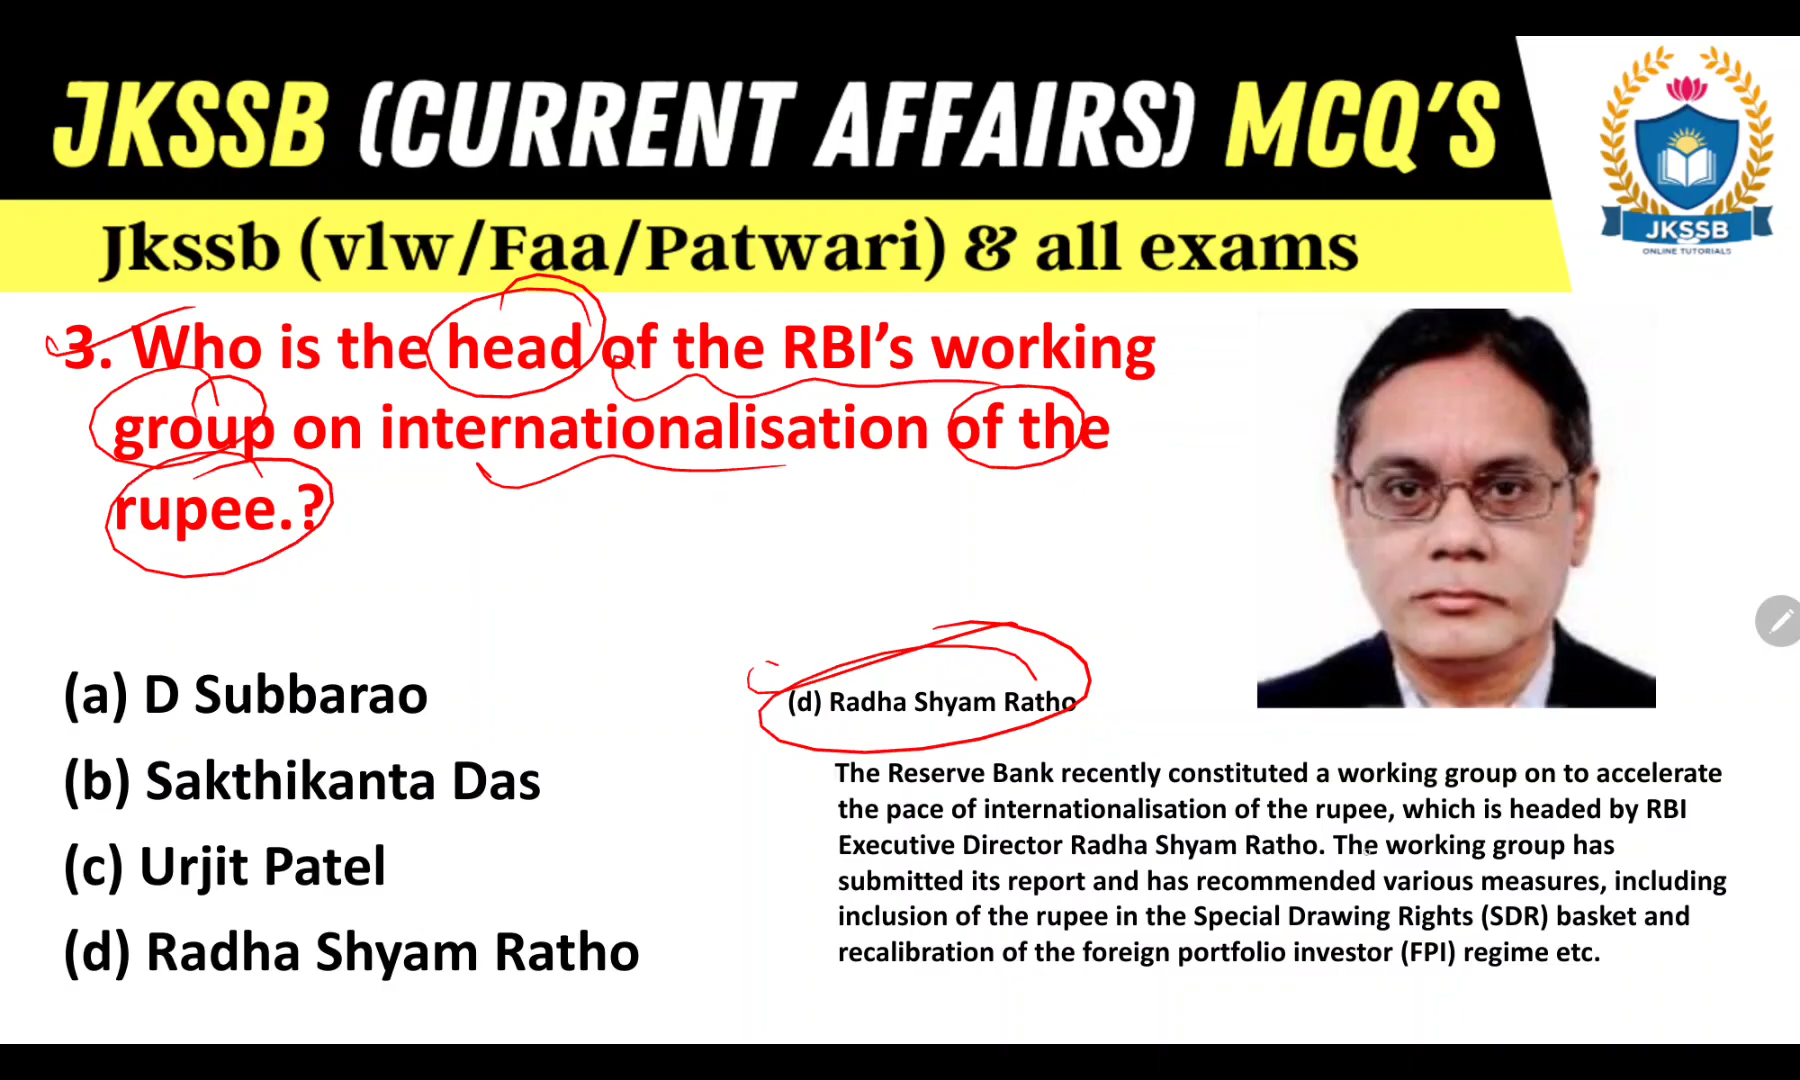 JKSSB (CURRENT AFFAIRS) MCQ'S
Jkssb (vlw/Faa/Patwari) & all exams
JKSSB
ONLINE TUTORIALS
3. Who is the head of the RBI's working
group on internationalisation of the
rupee.?
(a) D Subbarao
(b) Sakthikanta Das
(c) Urjit Patel
(d) Radha Shyam Ratho
(d) Radha Shyam Ratho
The Reserve Bank recently constituted a working group on to accelerate
the pace of internationalisation of the rupee, which is headed by RBI
Executive Director Radha Shyam Ratho. The working group has
submitted its report and has recommended various measures, including
inclusion of the rupee in the Special Drawing Rights (SDR) basket and
recalibration of the foreign portfolio investor (FPI) regime etc.